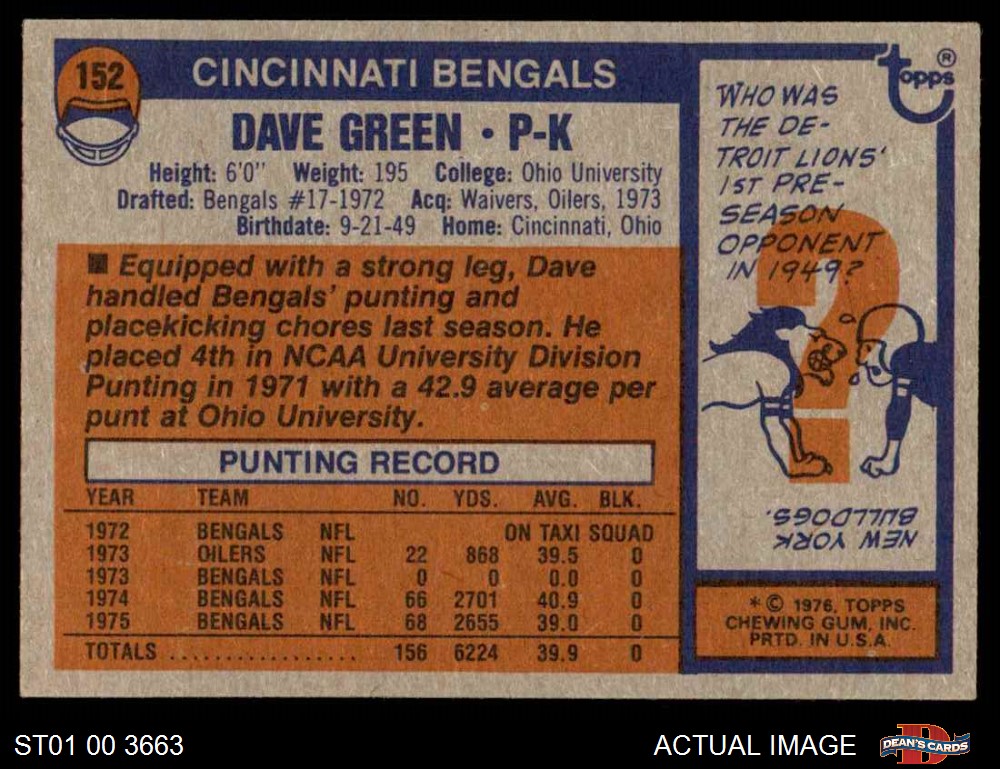 152
CINCINNATI BENGALS
DAVE GREEN • P-K
Height: 6'0" Weight: 195 College: Ohio University
Drafted: Bengals #17-1972 Acq: Waivers, Oilers, 1973
Birthdate: 9-21-49 Home: Cincinnati, Ohio
■ Equipped with a strong leg, Dave
handled Bengals' punting and
placekicking chores last season. He
placed 4th in NCAA University Division
Punting in 1971 with a 42.9 average per
punt at Ohio University.
PUNTING RECORD
YEAR TEAM NO. YDS. AVG. BLK.
1972 BENGALS NFL ON TAXI SQUAD
1973 OILERS NFL 22 868 39.5 0
1973 BENGALS NFL 0 0 0.0 0
1974 BENGALS NFL 66 2701 40.9 0
1975 BENGALS NFL 68 2655 39.0 0
TOTALS .................. 156 6224 39.9 0
topps®
WHO WAS
THE DE-
TROIT LIONS'
1ST PRE-
SEASON
OPPONENT
IN 1949?
?
NEW YORK
BULLDOGS.
*© 1976, TOPPS
CHEWING GUM, INC.
PRTD. IN U.S.A.
ST01 00 3663
ACTUAL IMAGE
D
DEAN'S CARDS